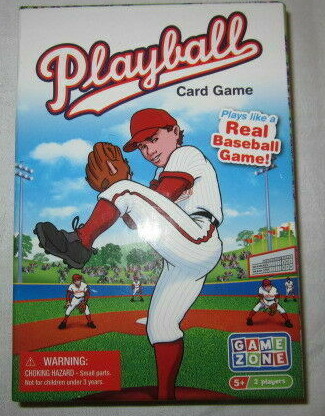 Playball
Card Game
Plays like a
Real
Baseball
Game!
GAME
ZONE
5+ 2 players
WARNING:
CHOKING HAZARD - Small parts.
Not for children under 3 years.